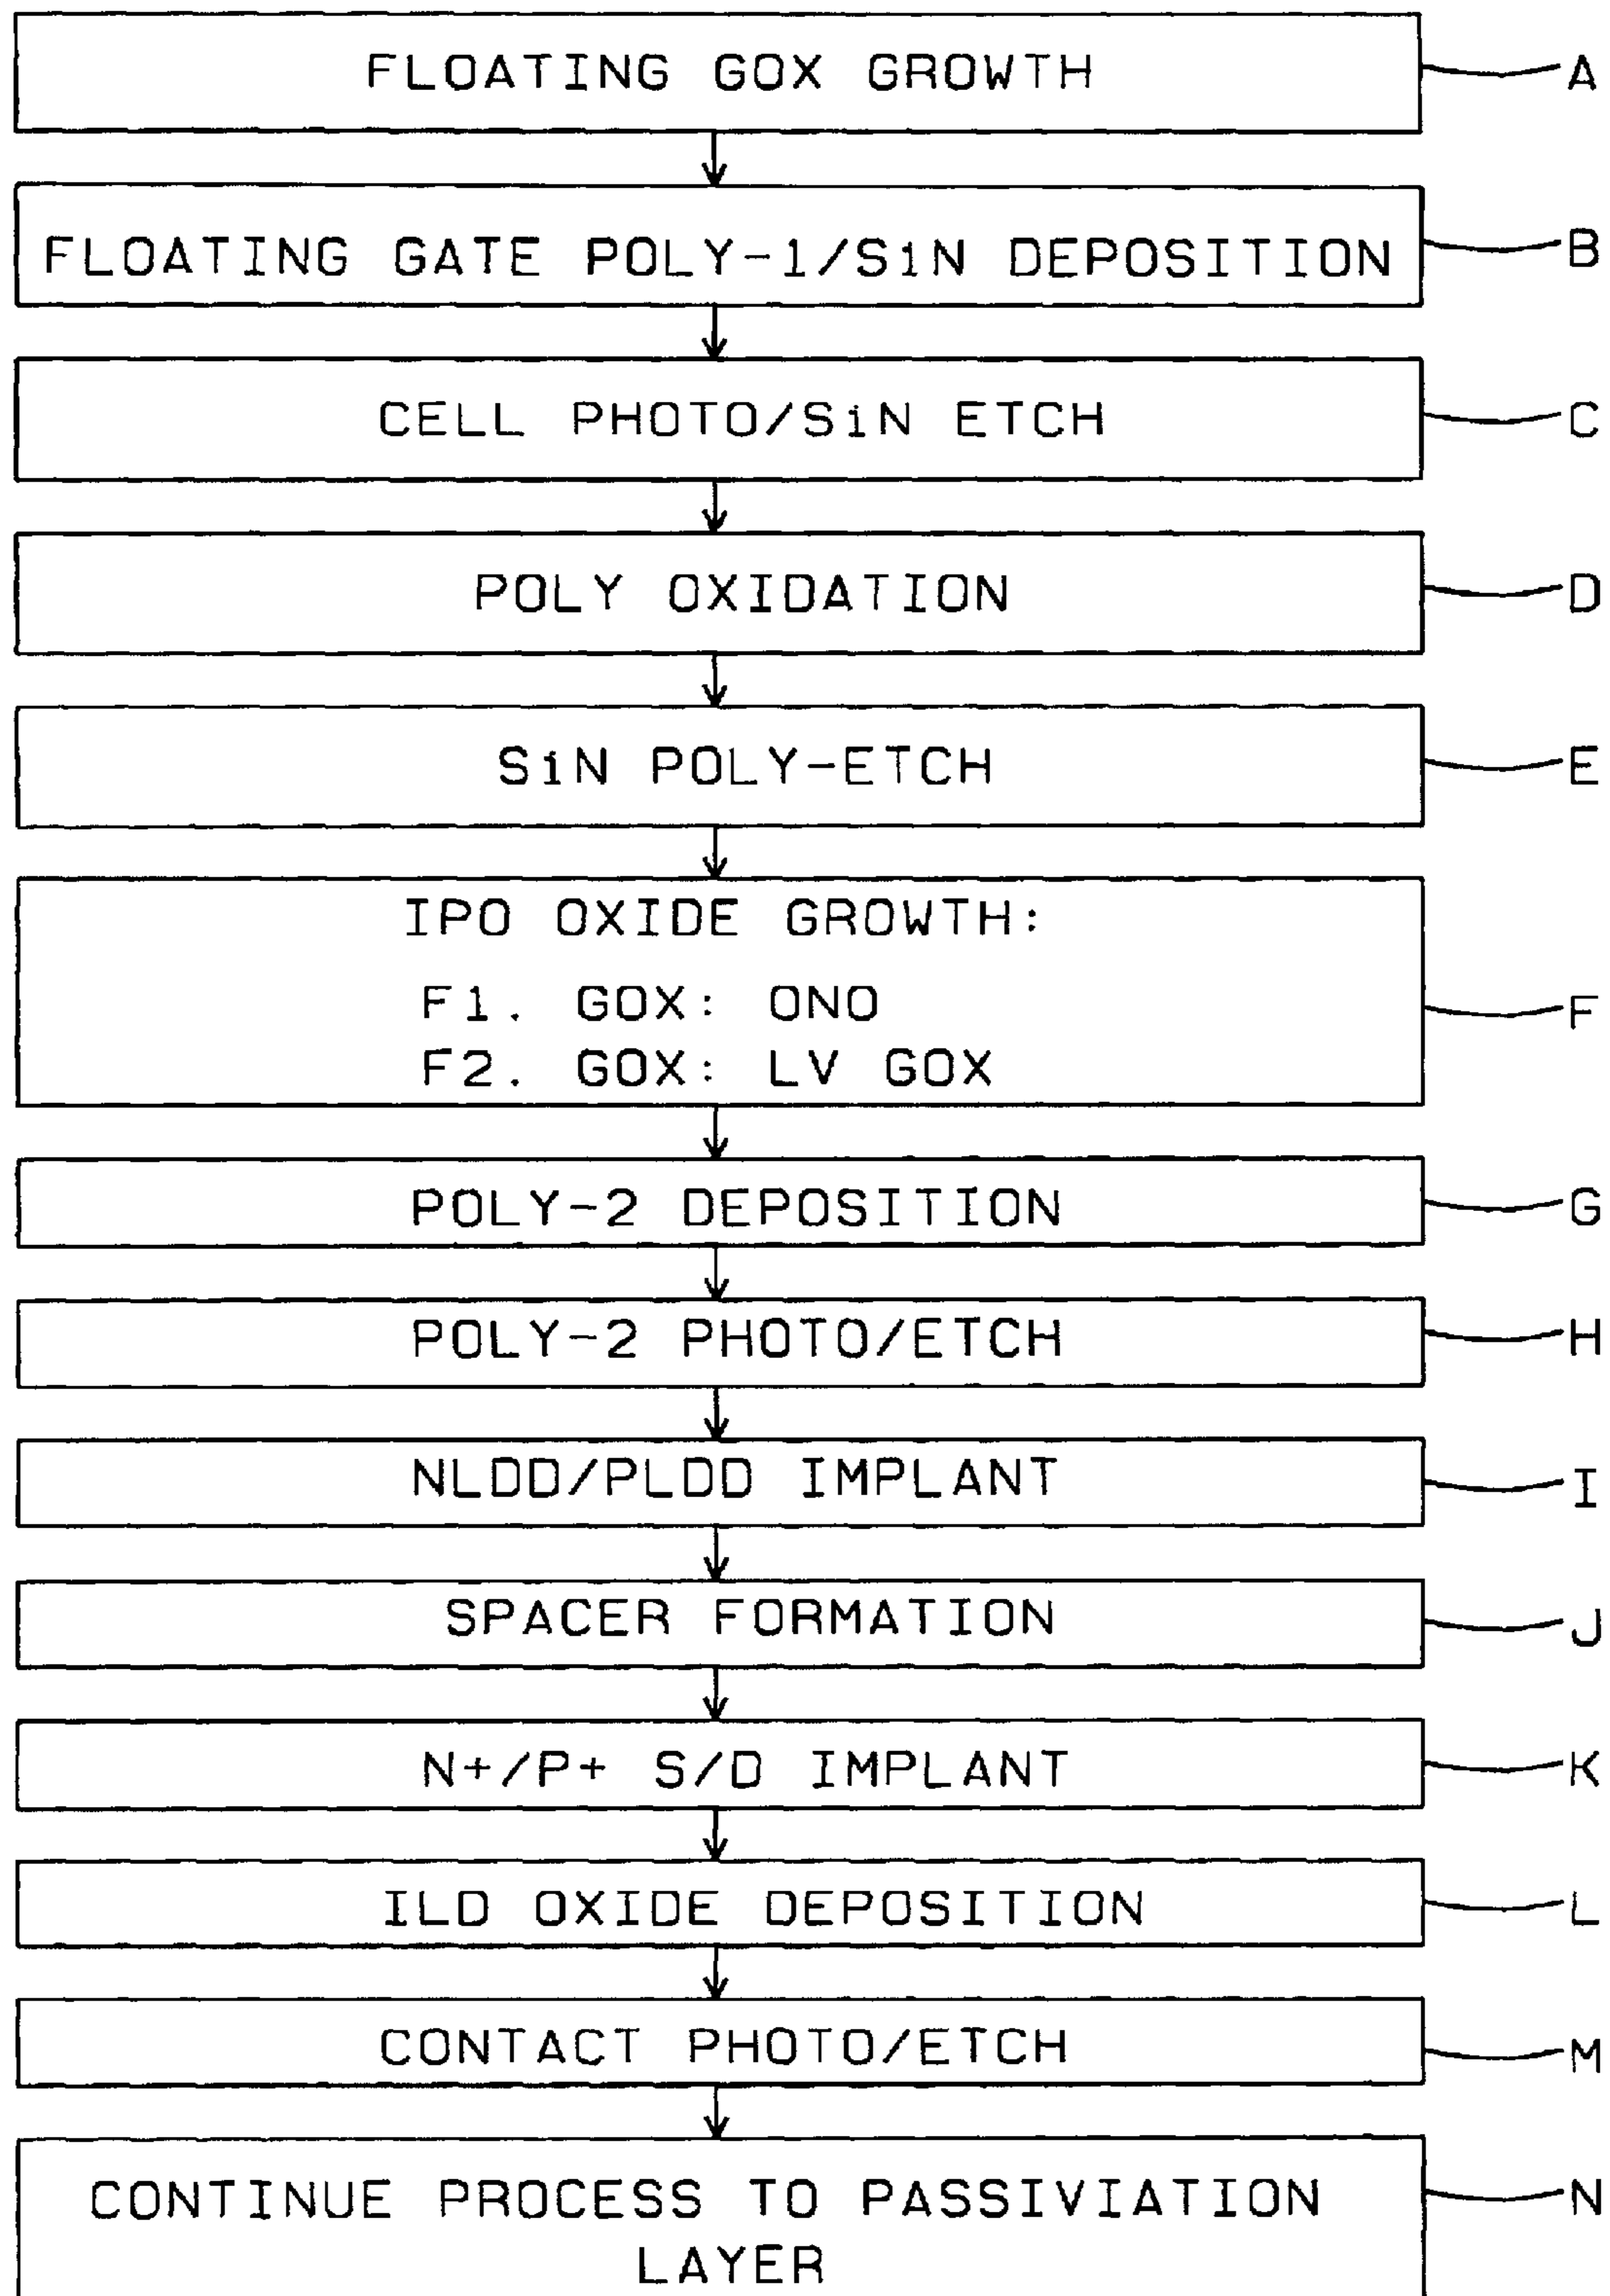 FLOATING GOX GROWTH
A
FLOATING GATE POLY-1/SiN DEPOSITION
B
CELL PHOTO/SiN ETCH
C
POLY OXIDATION
D
SiN POLY-ETCH
E
IPO OXIDE GROWTH:
F1. GOX: ONO
F2. GOX: LV GOX
F
POLY-2 DEPOSITION
G
POLY-2 PHOTO/ETCH
H
NLDD/PLDD IMPLANT
I
SPACER FORMATION
J
N+/P+ S/D IMPLANT
K
ILD OXIDE DEPOSITION
L
CONTACT PHOTO/ETCH
M
CONTINUE PROCESS TO PASSIVIATION
LAYER
N